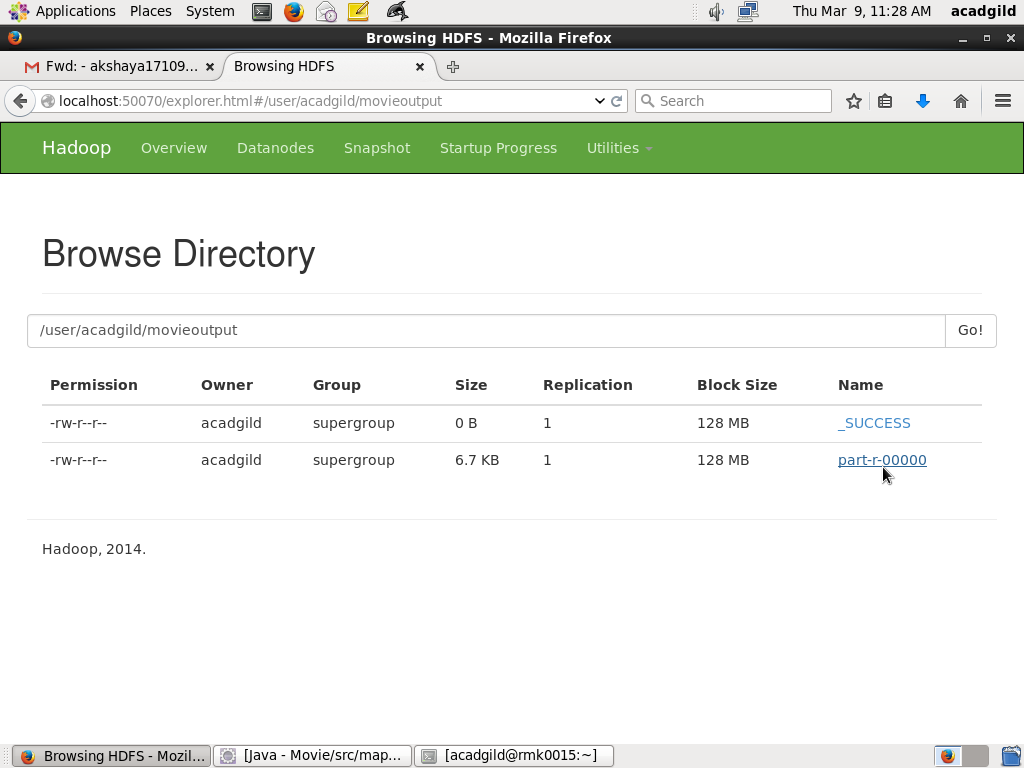 Applications Places System Thu Mar 9, 11:28 AM acadgild
Browsing HDFS - Mozilla Firefox
Fwd: - akshaya17109... Browsing HDFS
localhost:50070/explorer.html#/user/acadgild/movieoutput Search
Hadoop Overview Datanodes Snapshot Startup Progress Utilities
Browse Directory
/user/acadgild/movieoutput Go!
Permission Owner Group Size Replication Block Size Name
-rw-r--r-- acadgild supergroup 0 B 1 128 MB _SUCCESS
-rw-r--r-- acadgild supergroup 6.7 KB 1 128 MB part-r-00000
Hadoop, 2014.
Browsing HDFS - Mozil... [Java - Movie/src/map... [acadgild@rmk0015:~]